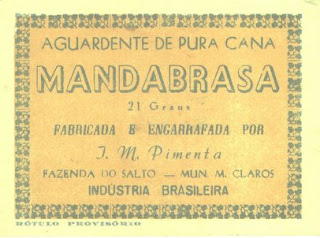 AGUARDENTE DE PURA CANA
MANDABRASA
21 Graus
FABRICADA E ENGARRAFADA POR
J. M. Pimenta
FAZENDA DO SALTO — MUN. M. CLAROS
INDÚSTRIA BRASILEIRA
RÓTULO PROVISÓRIO